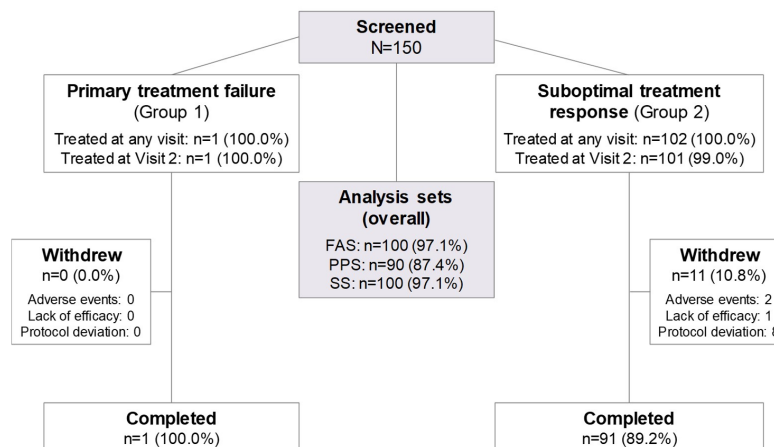 Screened
N=150
Primary treatment failure
(Group 1)
Treated at any visit: n=1 (100.0%)
Treated at Visit 2: n=1 (100.0%)
Suboptimal treatment
response (Group 2)
Treated at any visit: n=102 (100.0%)
Treated at Visit 2: n=101 (99.0%)
Analysis sets
(overall)
FAS: n=100 (97.1%)
PPS: n=90 (87.4%)
SS: n=100 (97.1%)
Withdrew
n=0 (0.0%)
Adverse events: 0
Lack of efficacy: 0
Protocol deviation: 0
Withdrew
n=11 (10.8%)
Adverse events: 2
Lack of efficacy: 1
Protocol deviation: 8
Completed
n=1 (100.0%)
Completed
n=91 (89.2%)